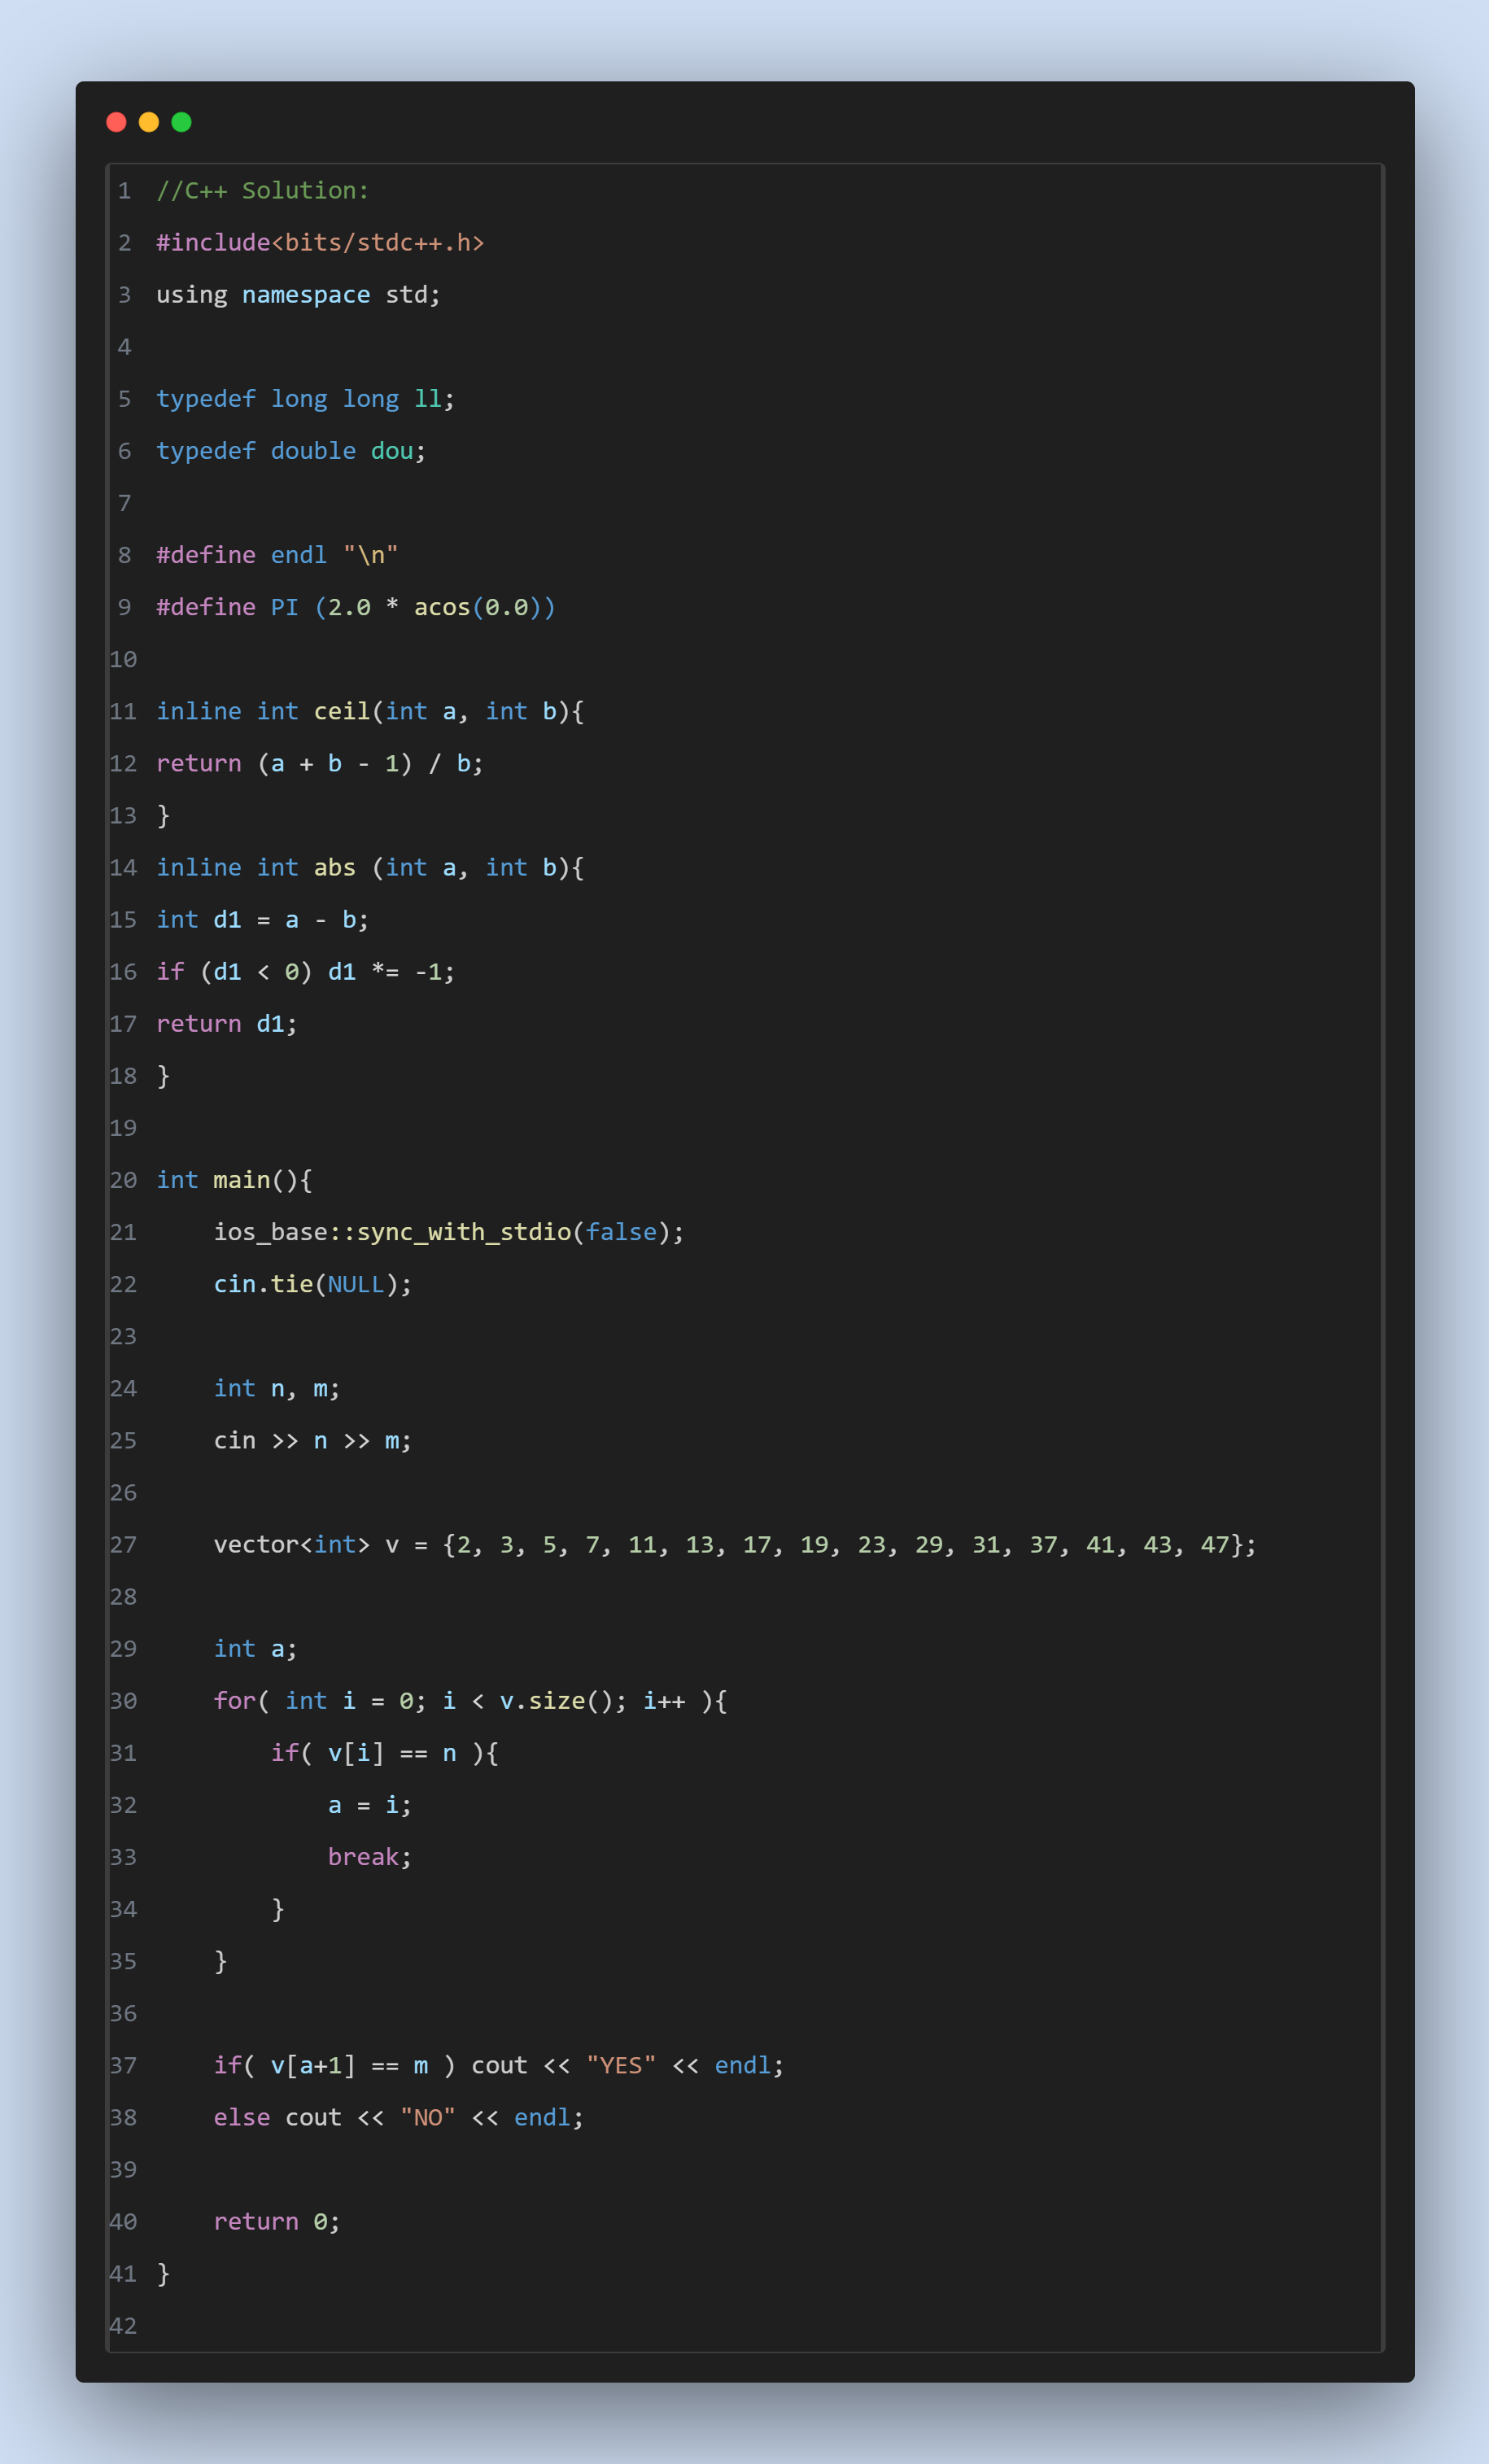 1 //C++ Solution:
2 #include<bits/stdc++.h>
3 using namespace std;
4
5 typedef long long ll;
6 typedef double dou;
7
8 #define endl "\n"
9 #define PI (2.0 * acos(0.0))
10
11 inline int ceil(int a, int b){
12 return (a + b - 1) / b;
13 }
14 inline int abs (int a, int b){
15 int d1 = a - b;
16 if (d1 < 0) d1 *= -1;
17 return d1;
18 }
19
20 int main(){
21     ios_base::sync_with_stdio(false);
22     cin.tie(NULL);
23
24     int n, m;
25     cin >> n >> m;
26
27     vector<int> v = {2, 3, 5, 7, 11, 13, 17, 19, 23, 29, 31, 37, 41, 43, 47};
28
29     int a;
30     for( int i = 0; i < v.size(); i++ ){
31         if( v[i] == n ){
32             a = i;
33             break;
34         }
35     }
36
37     if( v[a+1] == m ) cout << "YES" << endl;
38     else cout << "NO" << endl;
39
40     return 0;
41 }
42